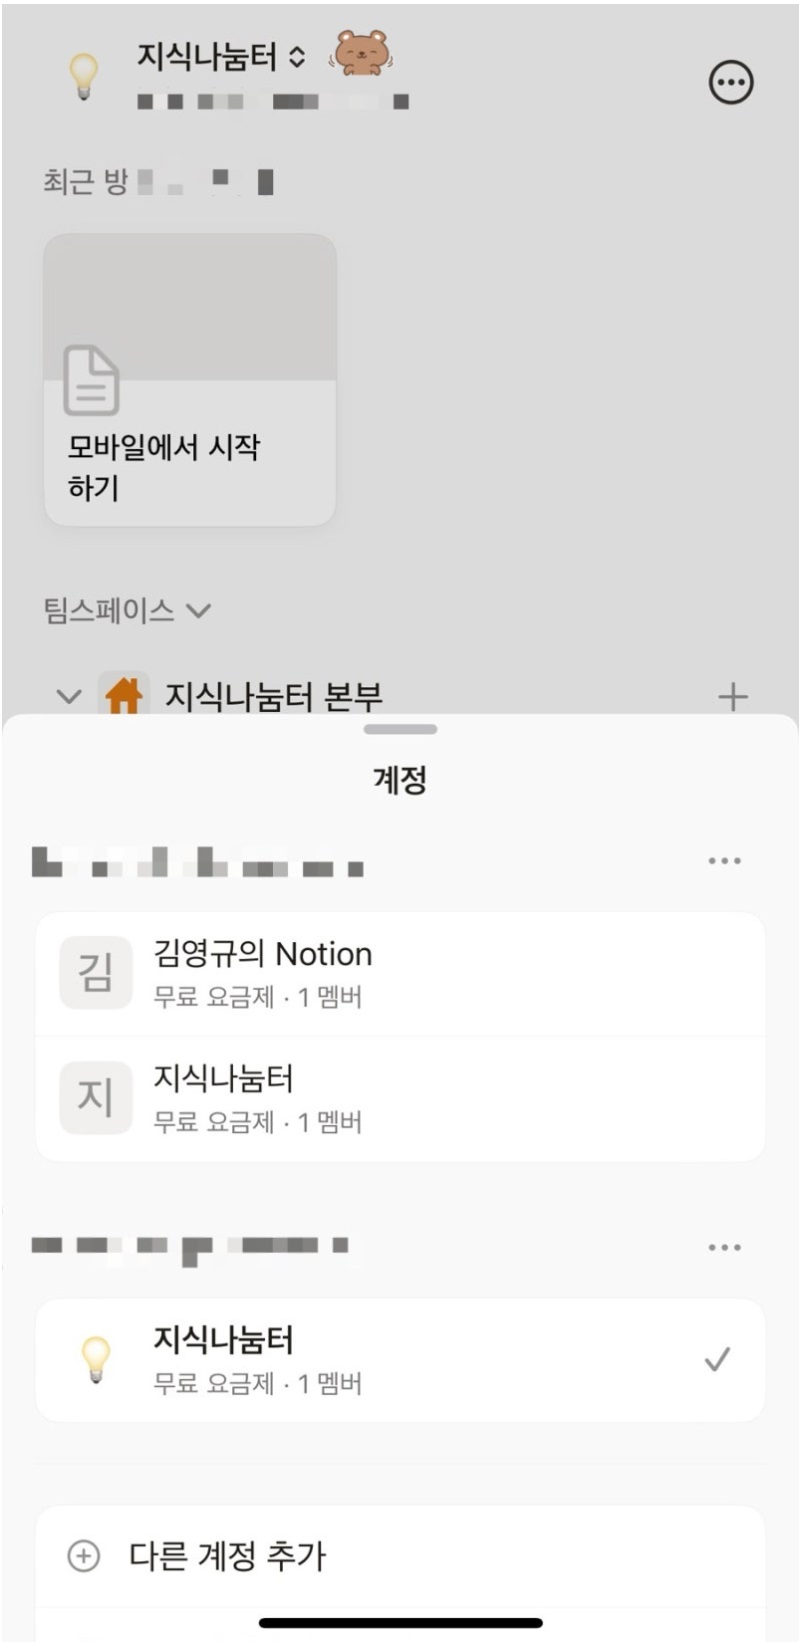 지식나눔터
최근 방
모바일에서 시작
하기
팀스페이스
지식나눔터 본부
계정
김
김영규의 Notion
무료 요금제 · 1 멤버
지
지식나눔터
무료 요금제 · 1 멤버
지식나눔터
무료 요금제 · 1 멤버
다른 계정 추가